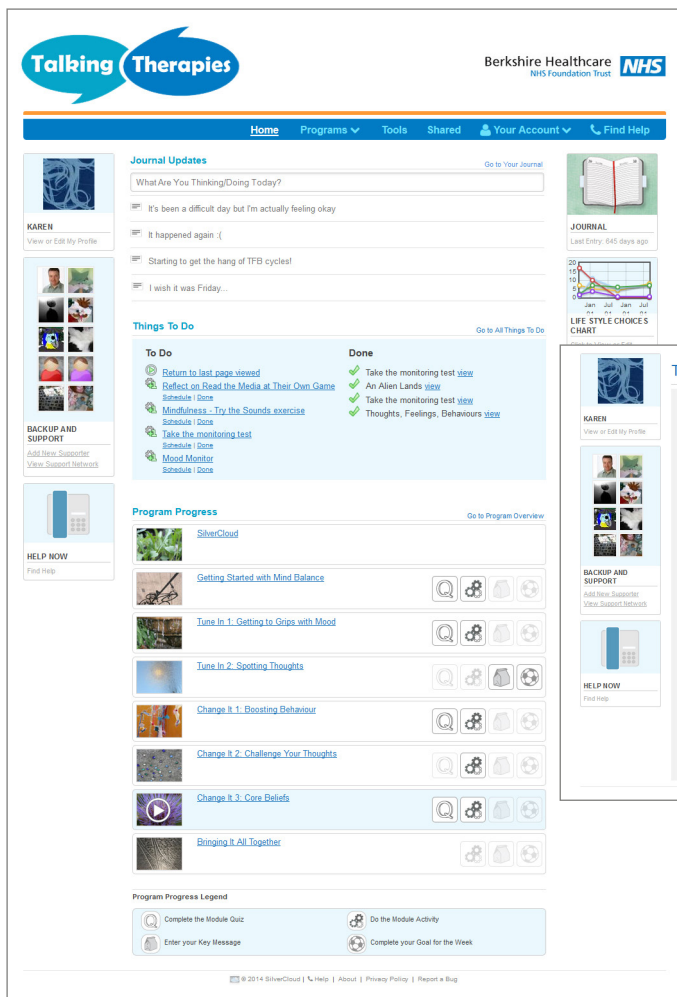 Talking Therapies
Berkshire Healthcare NHS
NHS Foundation Trust
Home Programs Tools Shared Your Account Find Help
KAREN
View or Edit My Profile
BACKUP AND
SUPPORT
Add New Supporter
View Support Network
HELP NOW
Find Help
Journal Updates
Go to Your Journal
What Are You Thinking/Doing Today?
It's been a difficult day but I'm actually feeling okay
It happened again :(
Starting to get the hang of TFB cycles!
I wish it was Friday...
Things To Do
Go to All Things To Do
To Do
Return to last page viewed
Reflect on Read the Media at Their Own Game
Schedule | Done
Mindfulness - Try the Sounds exercise
Schedule | Done
Take the monitoring test
Schedule | Done
Mood Monitor
Schedule | Done
Done
Take the monitoring test view
An Alien Lands view
Take the monitoring test view
Thoughts, Feelings, Behaviours view
Program Progress
Go to Program Overview
SilverCloud
Getting Started with Mind Balance
Tune In 1: Getting to Grips with Mood
Tune In 2: Spotting Thoughts
Change It 1: Boosting Behaviour
Change It 2: Challenge Your Thoughts
Change It 3: Core Beliefs
Bringing It All Together
Program Progress Legend
Complete the Module Quiz
Do the Module Activity
Enter your Key Message
Complete your Goal for the Week
© 2014 SilverCloud | Help | About | Privacy Policy | Report a Bug
JOURNAL
Last Entry: 645 days ago
20
15
10
5
0
Jan Jul Jan Jul
LIFE STYLE CHOICES
CHART
T
KAREN
View or Edit My Profile
BACKUP AND
SUPPORT
Add New Supporter
View Support Network
HELP NOW
Find Help